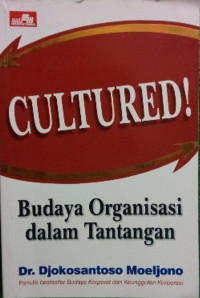 CULTURED!
Budaya Organisasi
dalam Tantangan
Dr. Djokosantoso Moeljono
Penulis bestseller Budaya Korporat dan Keunggulan Korporasi